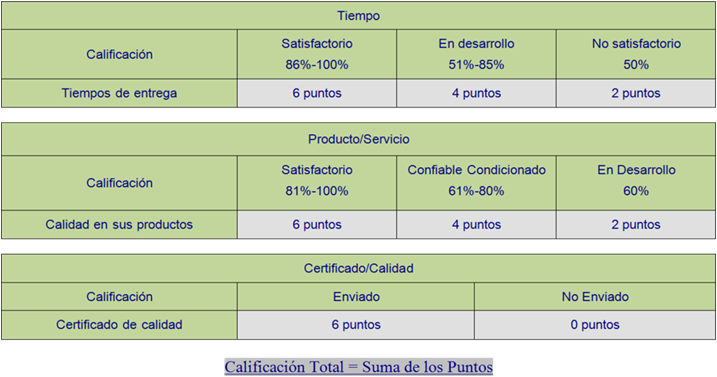 Tiempo
Calificación
Satisfactorio
86%-100%
En desarrollo
51%-85%
No satisfactorio
50%
Tiempos de entrega
6 puntos
4 puntos
2 puntos
Producto/Servicio
Calificación
Satisfactorio
81%-100%
Confiable Condicionado
61%-80%
En Desarrollo
60%
Calidad en sus productos
6 puntos
4 puntos
2 puntos
Certificado/Calidad
Calificación
Enviado
No Enviado
Certificado de calidad
6 puntos
0 puntos
Calificación Total = Suma de los Puntos